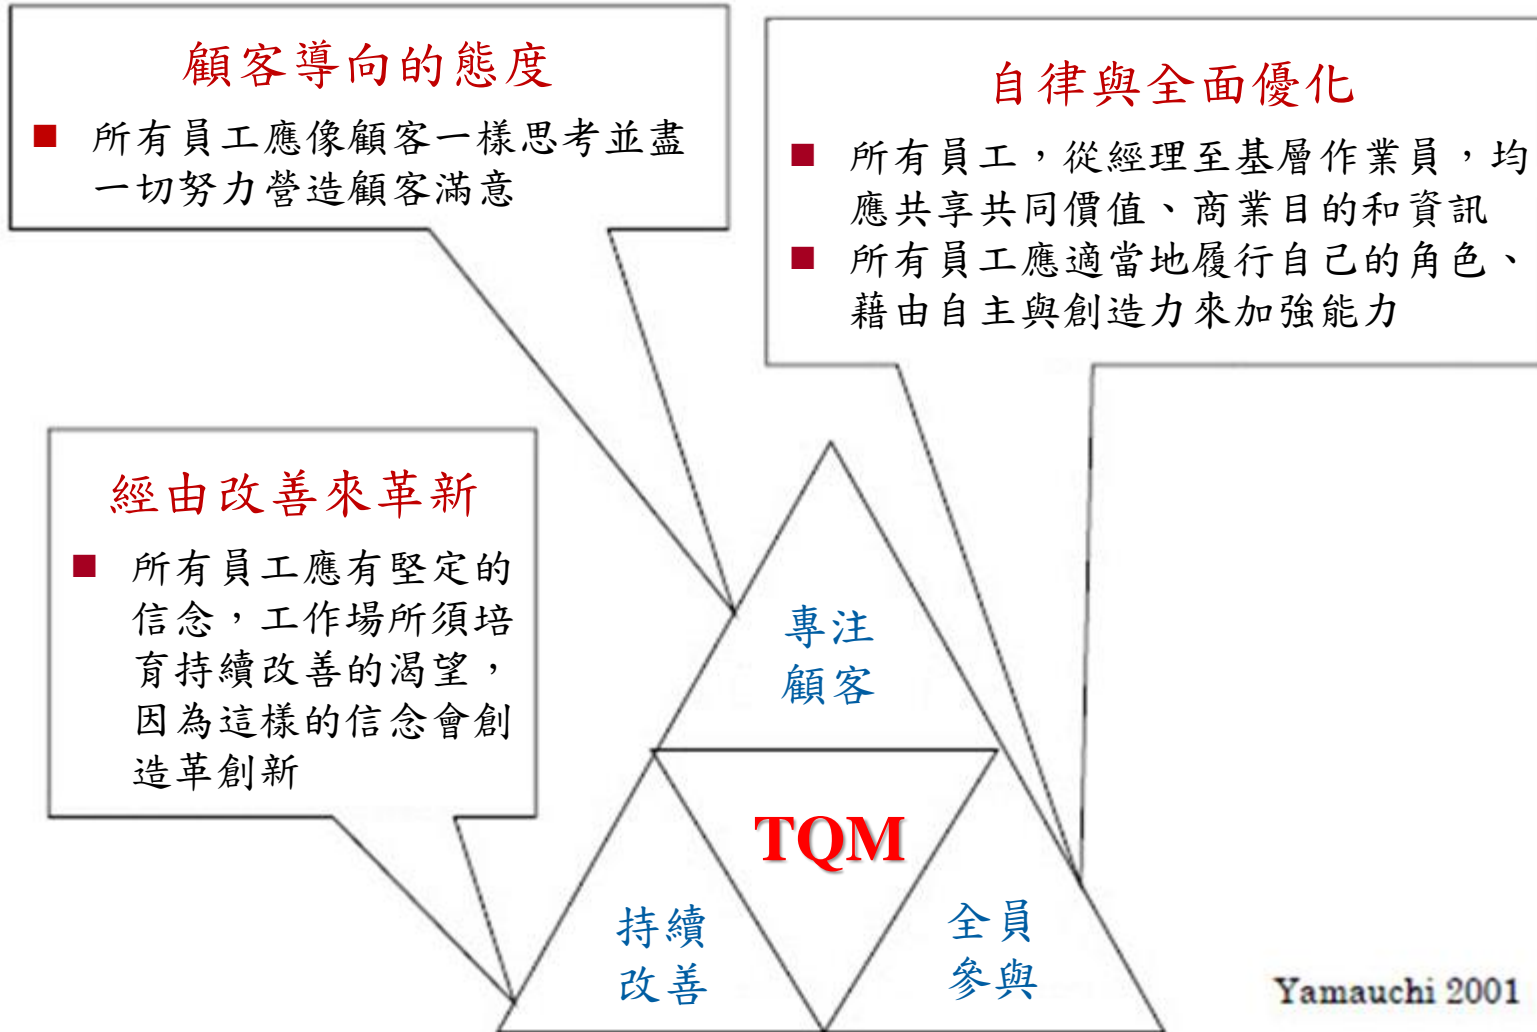 顧客導向的態度
所有員工應像顧客一樣思考並盡
一切努力營造顧客滿意
自律與全面優化
所有員工，從經理至基層作業員，均
應共享共同價值、商業目的和資訊
所有員工應適當地履行自己的角色、
藉由自主與創造力來加強能力
經由改善來革新
所有員工應有堅定的
信念，工作場所須培
育持續改善的渴望，
因為這樣的信念會創
造革創新
專注
顧客
TQM
持續
改善
全員
參與
Yamauchi 2001